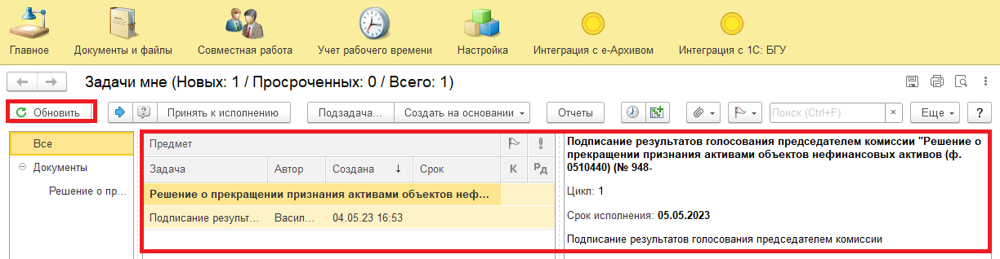 Главное
Документы и файлы
Совместная работа
Учет рабочего времени
Настройка
Интеграция с е-Архивом
Интеграция с 1С: БГУ
Задачи мне (Новых: 1 / Просроченных: 0 / Всего: 1)
Обновить
Принять к исполнению
Подзадача...
Создать на основании
Отчеты
Поиск (Ctrl+F)
×
Еще
?
Все
Документы
Решение о пр...
Предмет
Задача
Автор
Создана ↓
Срок
К
Рд
Решение о прекращении признания активами объектов неф...
Подписание результ...
Васил...
04.05.23 16:53
Подписание результатов голосования председателем комиссии "Решение о
прекращении признания активами объектов нефинансовых активов (ф.
0510440) (№ 948-
Цикл: 1
Срок исполнения: 05.05.2023
Подписание результатов голосования председателем комиссии